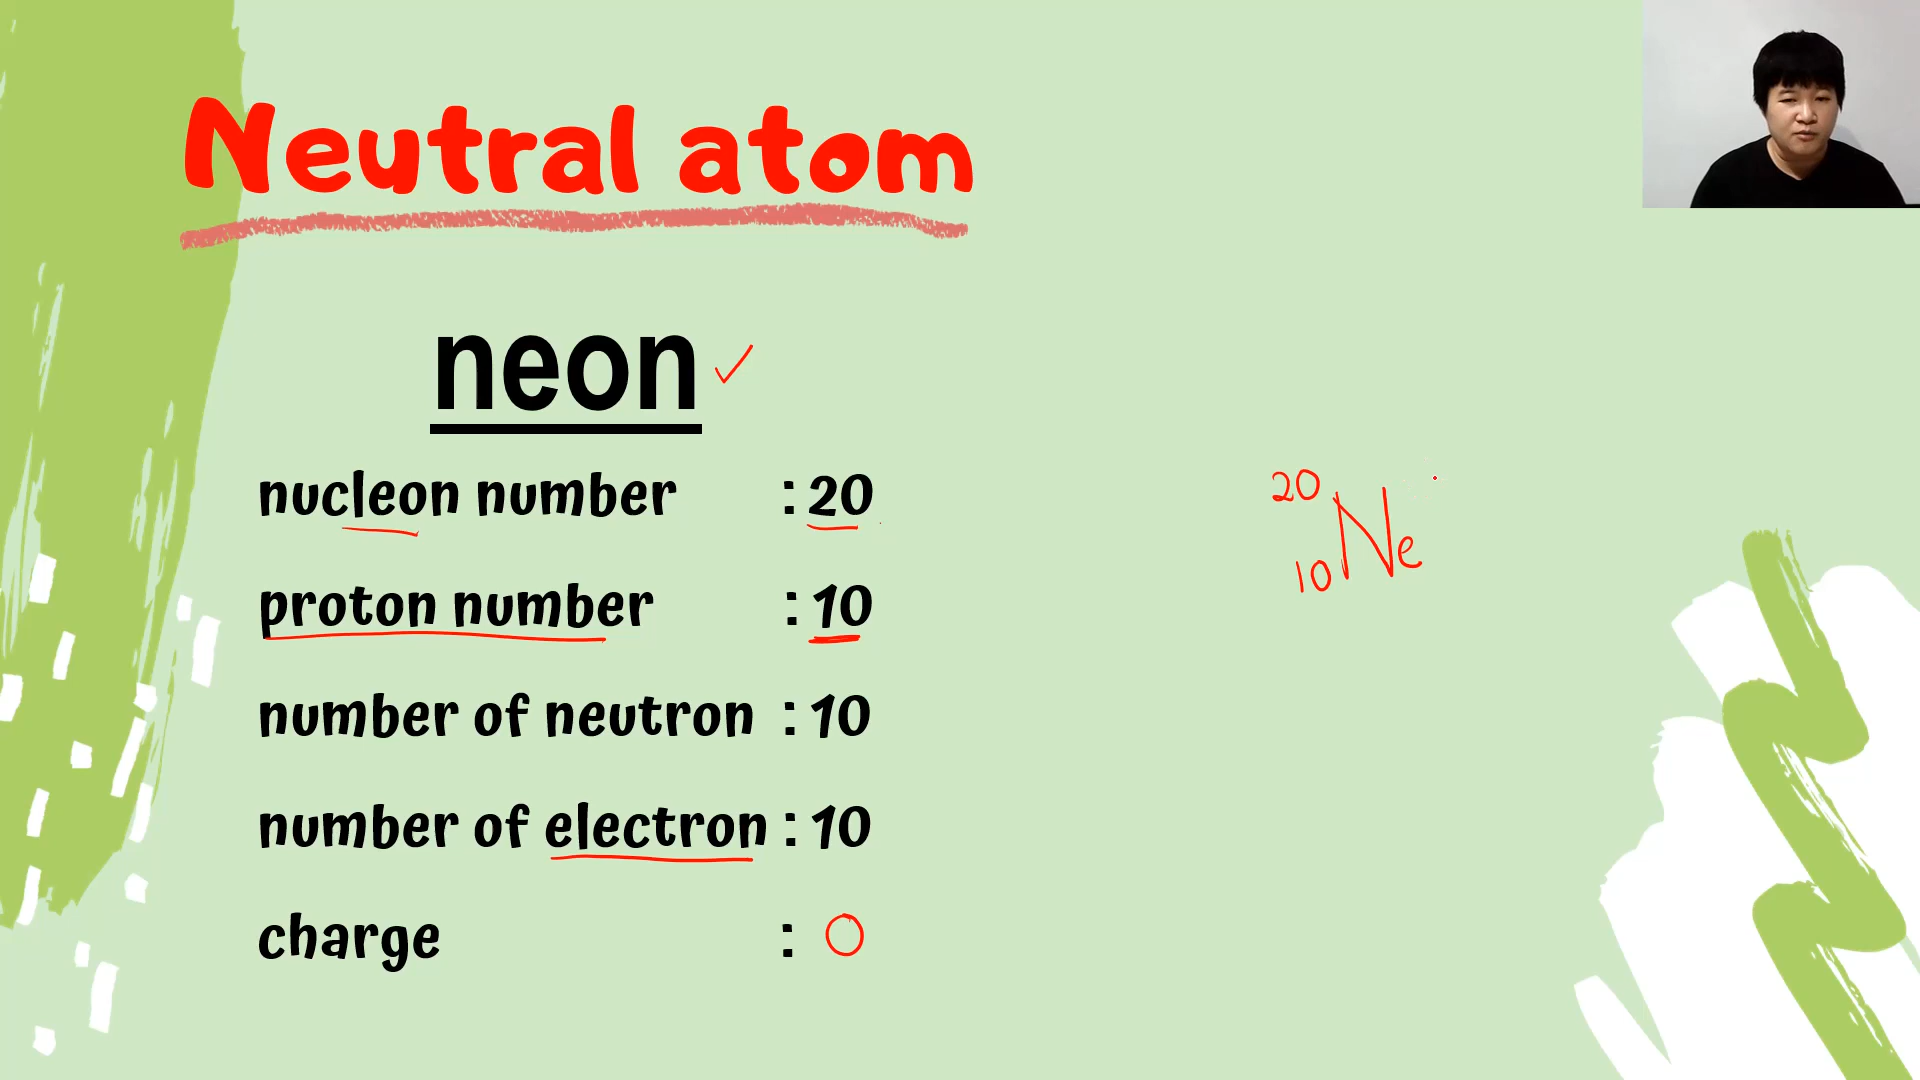 Neutral atom
neon
nucleon number : 20
proton number : 10
number of neutron : 10
number of electron : 10
charge : 0
20
Ne
10